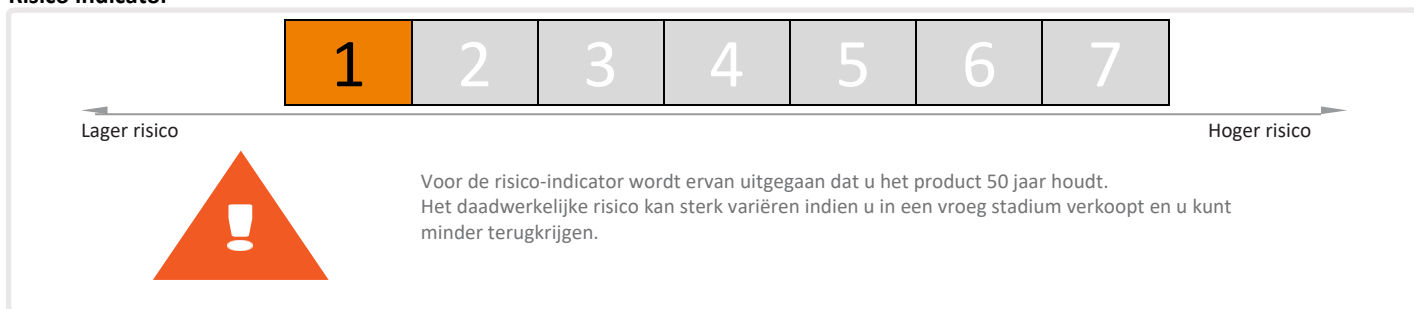 Risico indicator
1 2 3 4 5 6 7
Lager risico Hoger risico
Voor de risico-indicator wordt ervan uitgegaan dat u het product 50 jaar houdt.
Het daadwerkelijke risico kan sterk variëren indien u in een vroeg stadium verkoopt en u kunt
minder terugkrijgen.